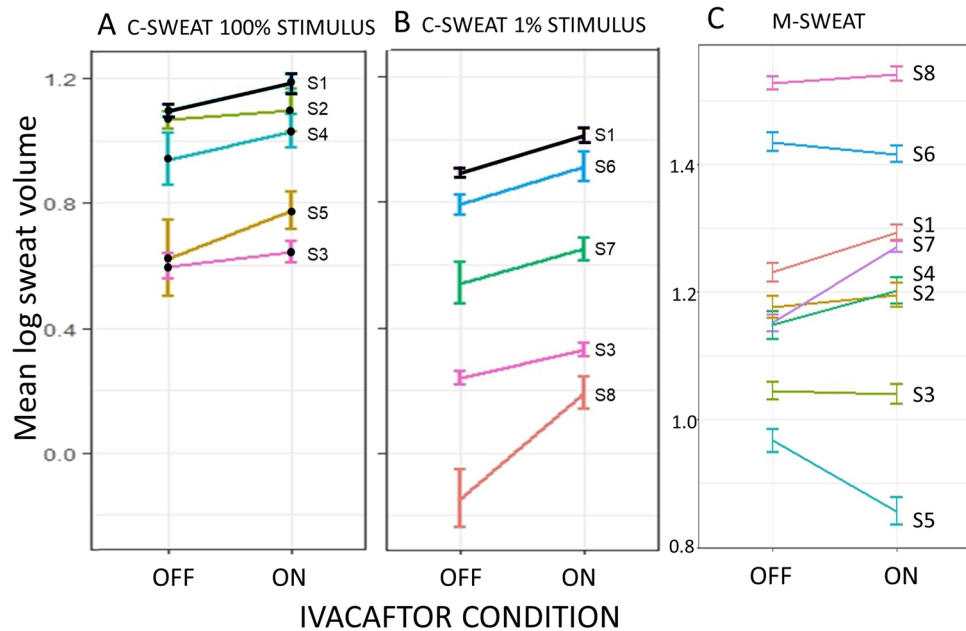 A C-SWEAT 100% STIMULUS
B C-SWEAT 1% STIMULUS
C M-SWEAT
Mean log sweat volume
1.2
0.8
0.4
0.0
S1
S2
S4
S5
S3
OFF ON
S1
S6
S7
S3
S8
OFF ON
1.4
1.2
1.0
0.8
S8
S6
S1
S7
S4
S2
S3
S5
OFF ON
IVACAFTOR CONDITION